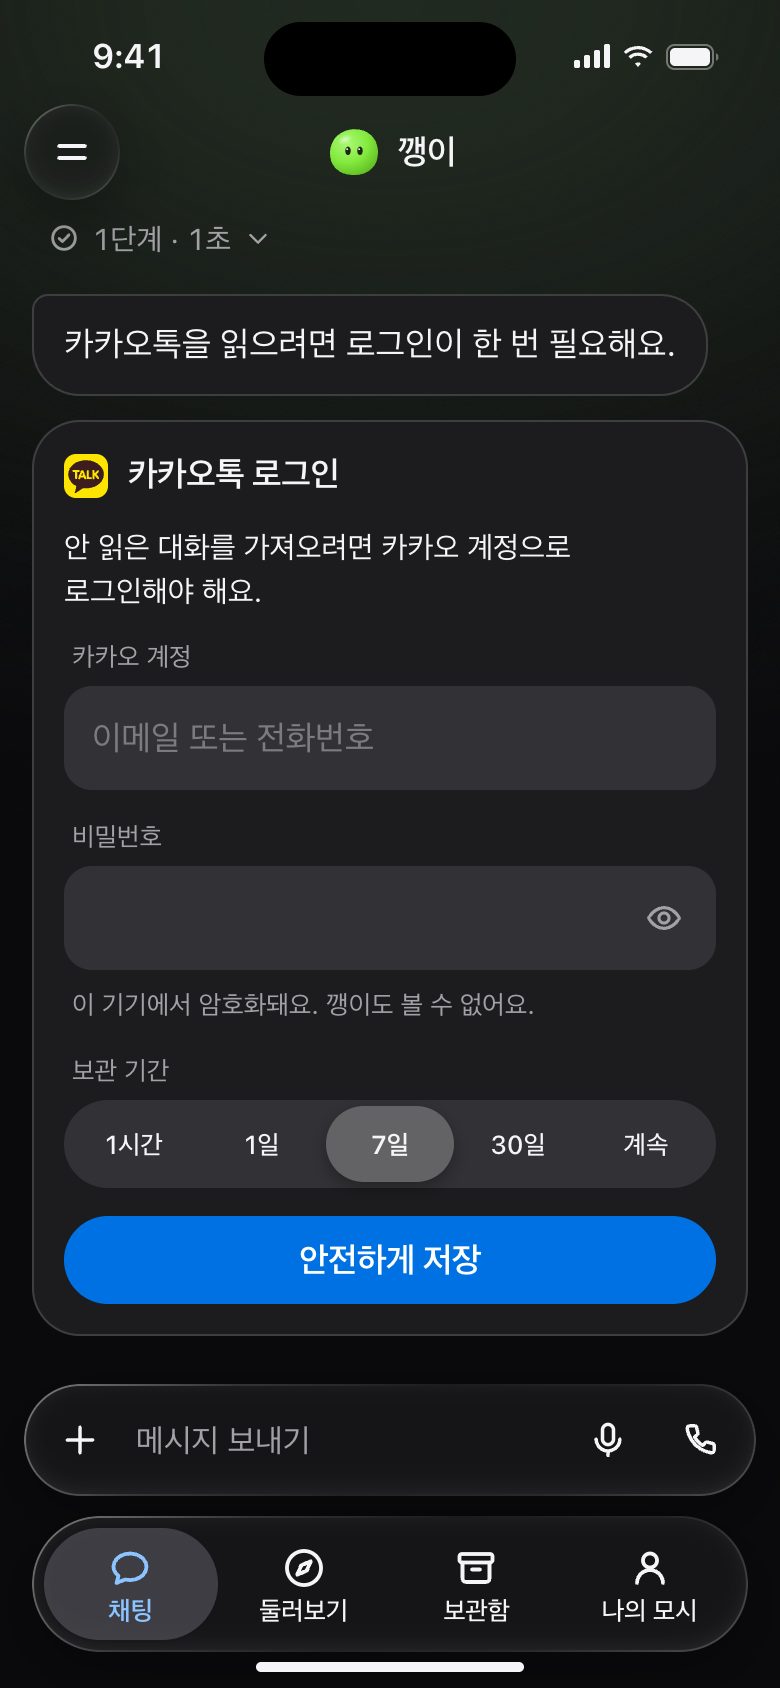 9:41
깽이
1단계 · 1초
카카오톡을 읽으려면 로그인이 한 번 필요해요.
TALK
카카오톡 로그인
안 읽은 대화를 가져오려면 카카오 계정으로
로그인해야 해요.
카카오 계정
이메일 또는 전화번호
비밀번호
이 기기에서 암호화돼요. 깽이도 볼 수 없어요.
보관 기간
1시간 1일 7일 30일 계속
안전하게 저장
메시지 보내기
채팅 둘러보기 보관함 나의 모시